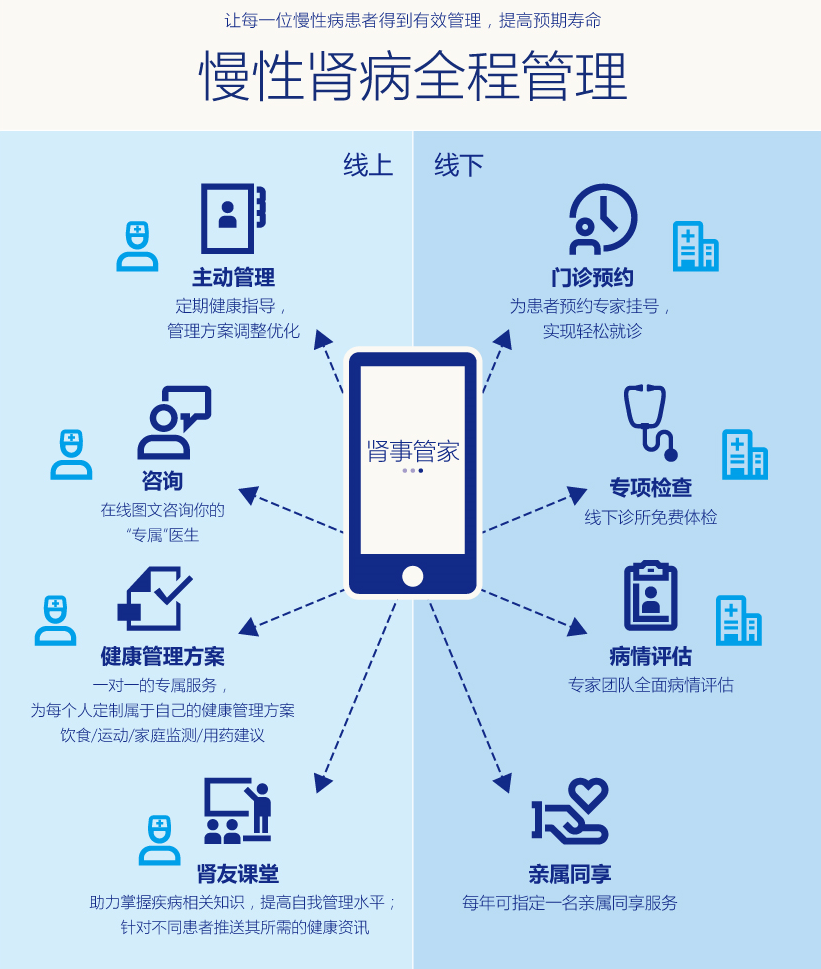 让每一位慢性病患者得到有效管理，提高预期寿命
慢性肾病全程管理
线上
线下
主动管理
定期健康指导，
管理方案调整优化
咨询
在线图文咨询你的
“专属”医生
健康管理方案
一对一的专属服务，
为每个人定制属于自己的健康管理方案
饮食/运动/家庭监测/用药建议
肾友课堂
助力掌握疾病相关知识，提高自我管理水平；
针对不同患者推送其所需的健康资讯
肾事管家
门诊预约
为患者预约专家挂号，
实现轻松就诊
专项检查
线下诊所免费体检
病情评估
专家团队全面病情评估
亲属同享
每年可指定一名亲属同享服务